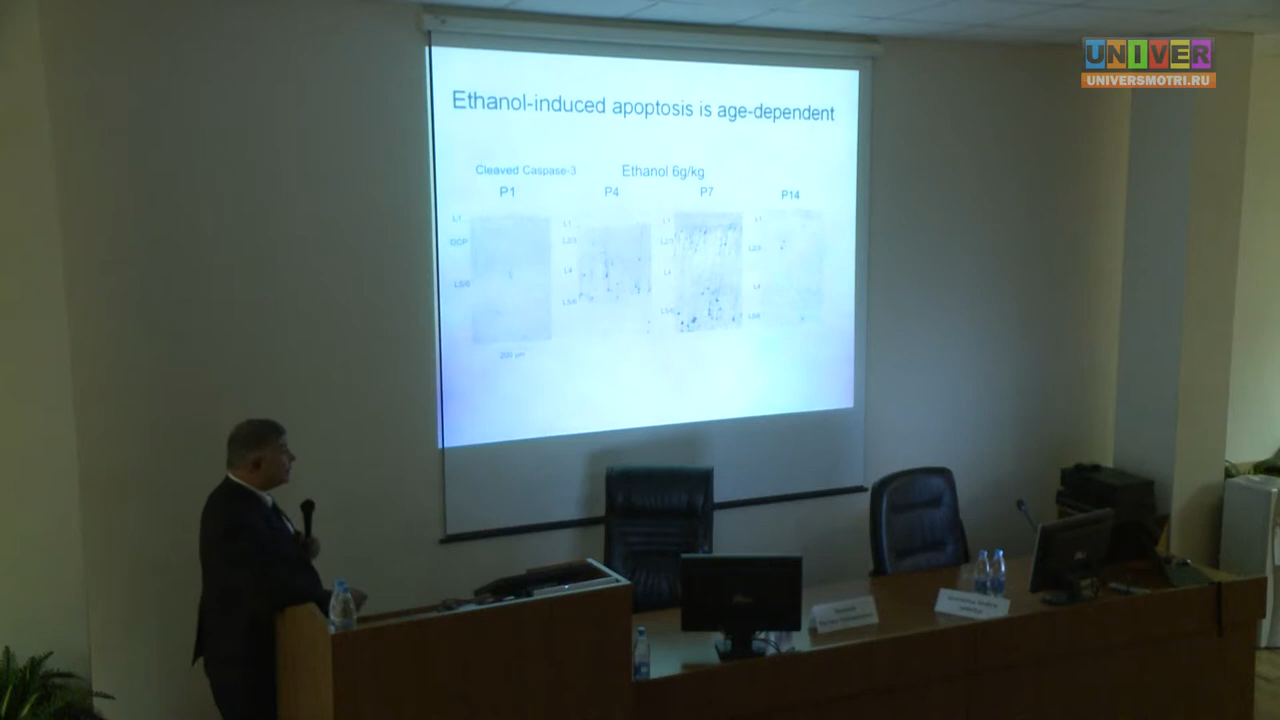 UNIVER
UNIVERSMOTRI.RU
Ethanol-induced apoptosis is age-dependent
Cleaved Caspase-3
Ethanol 6g/kg
P1
P4
P7
P14
L1
DCP
L5/6
L1
L2/3
L4
L5/6
L1
L2/3
L4
L5/6
L1
L2/3
L4
L5/6
200 µm